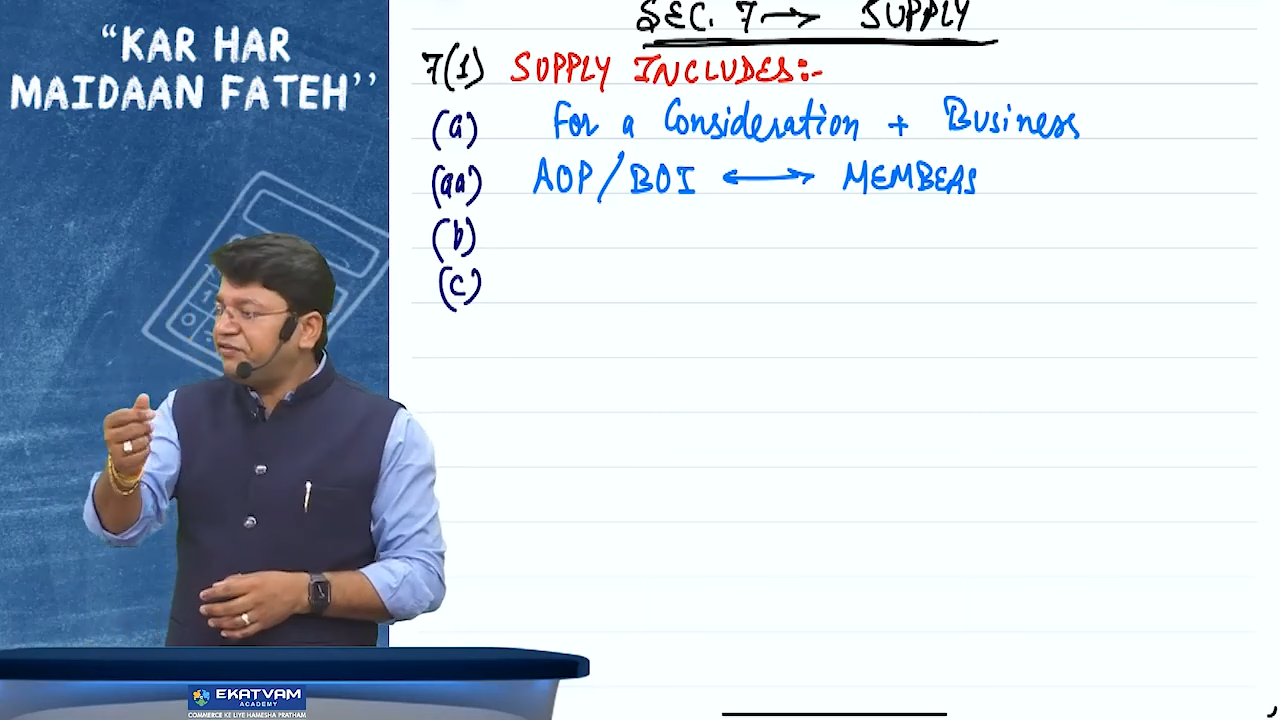 “KAR HAR
MAIDAAN FATEH’’
SEC. 7 → SUPPLY
7(1) SUPPLY INCLUDES:-
(a) For a Consideration + Business
(aa) AOP/BOI ⟷ MEMBERS
(b)
(c)
EKATVAM
ACADEMY
COMMERCE KE LIYE HAMESHA PRATHAM